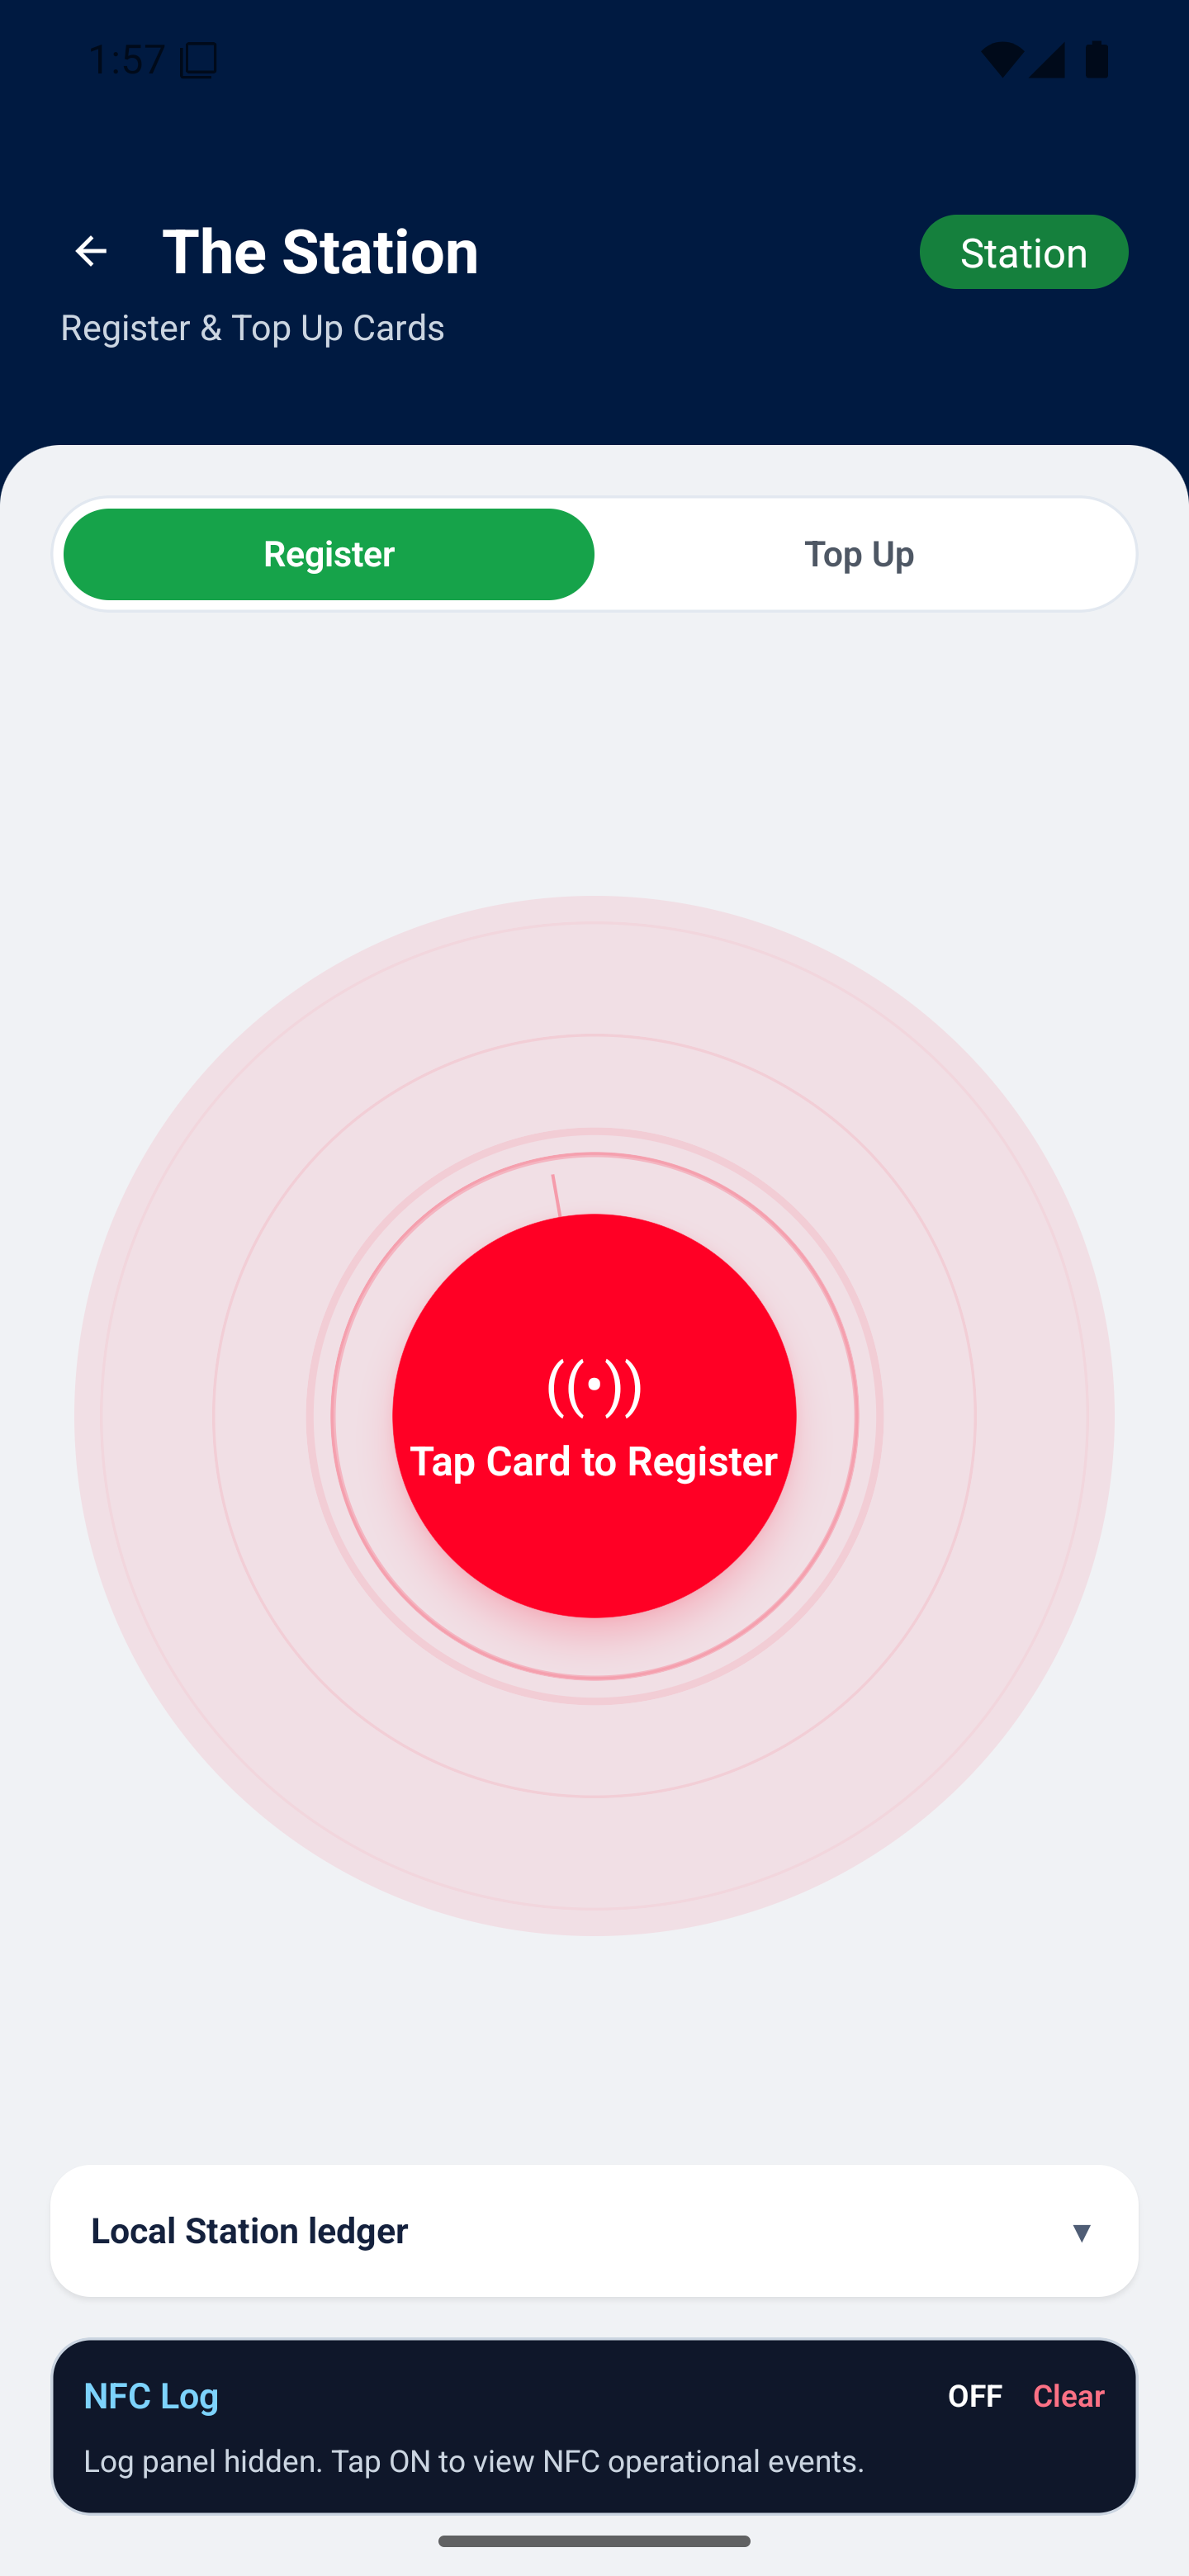 1:57
The Station
Station
Register & Top Up Cards
Register
Top Up
((•))
Tap Card to Register
Local Station ledger
▼
NFC Log
OFF
Clear
Log panel hidden. Tap ON to view NFC operational events.